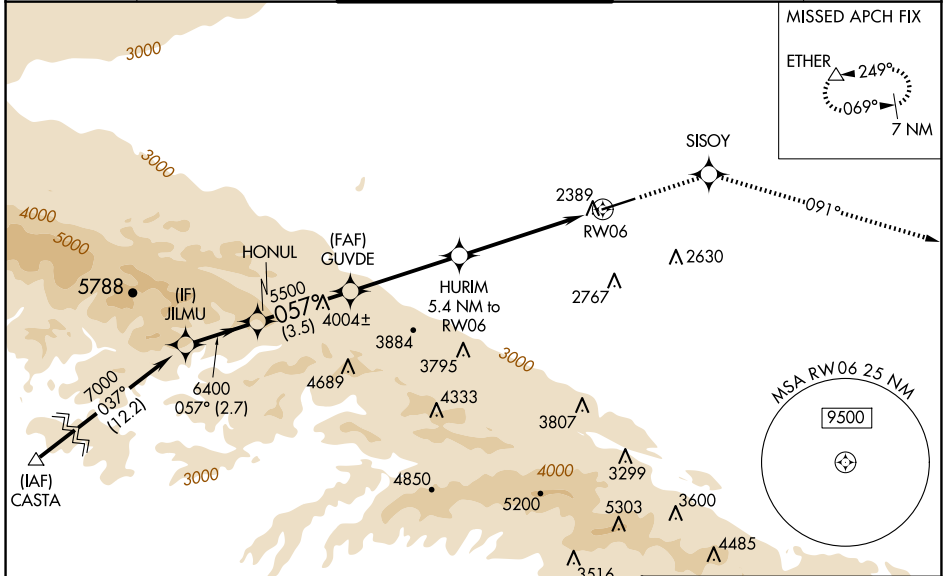 3000
MISSED APCH FIX
ETHER
249°
069°
7 NM
3000
SISOY
4000
5000
2389
RW06
091°
HONUL
(FAF)
GUVDE
5788
(IF)
JILMU
5500
057°
(3.5)
4004±
HURIM
5.4 NM to
RW06
2630
2767
3884
3795
3000
4689
7000
037°
(12.2)
6400
057° (2.7)
4333
3807
MSA RW06 25 NM
9500
(IAF)
CASTA
3000
4850
5200
4000
3299
5303
3600
4485
3516